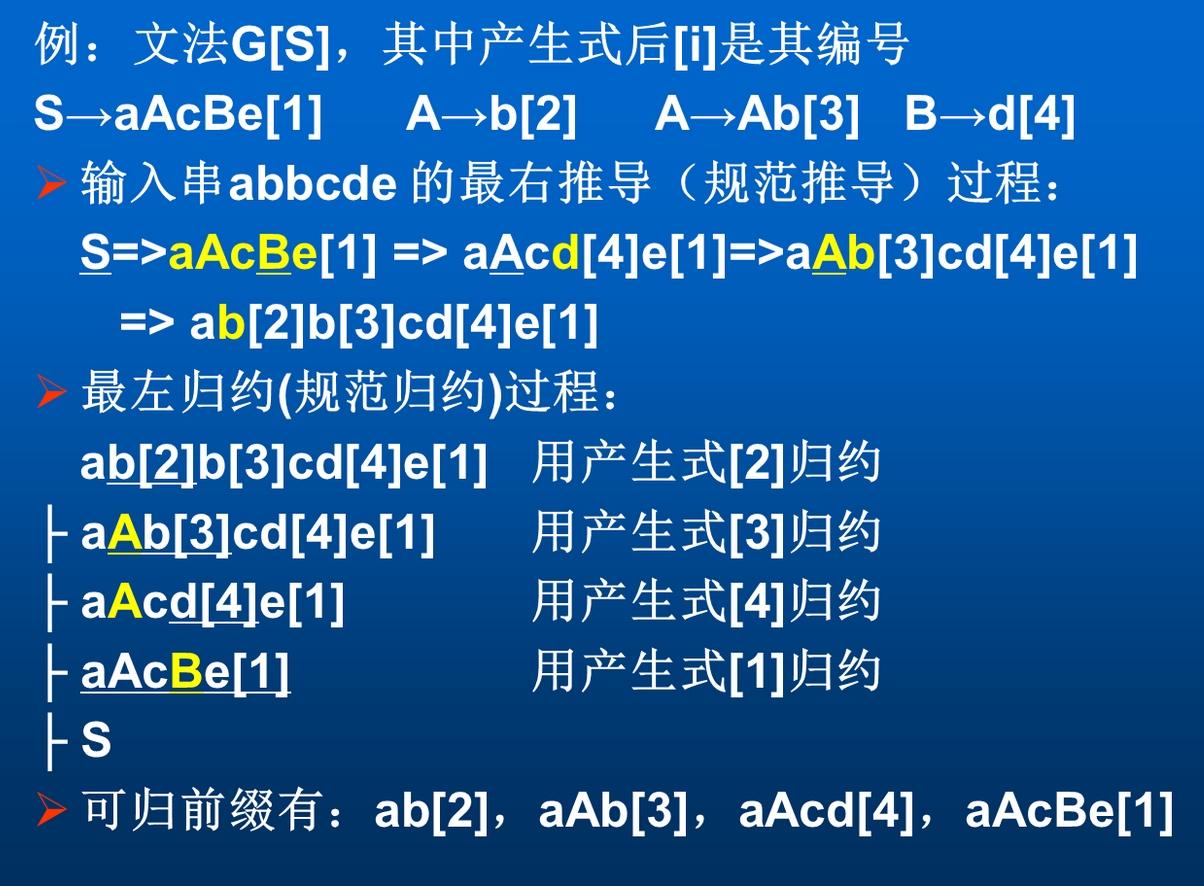 例：文法G[S]，其中产生式后[i]是其编号
S→aAcBe[1] A→b[2] A→Ab[3] B→d[4]
➢ 输入串abbcde 的最右推导（规范推导）过程：
S=>aAcBe[1] => aAcd[4]e[1]=>aAb[3]cd[4]e[1]
=> ab[2]b[3]cd[4]e[1]
➢ 最左归约(规范归约)过程：
ab[2]b[3]cd[4]e[1] 用产生式[2]归约
├ aAb[3]cd[4]e[1] 用产生式[3]归约
├ aAcd[4]e[1] 用产生式[4]归约
├ aAcBe[1] 用产生式[1]归约
├ S
➢ 可归前缀有：ab[2]，aAb[3]，aAcd[4]，aAcBe[1]